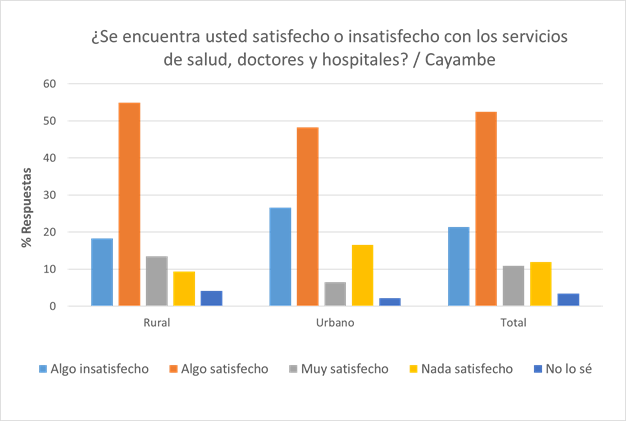 ¿Se encuentra usted satisfecho o insatisfecho con los servicios
de salud, doctores y hospitales? / Cayambe
% Respuestas
60
50
40
30
20
10
0
Rural Urbano Total
Algo insatisfecho Algo satisfecho Muy satisfecho Nada satisfecho No lo sé